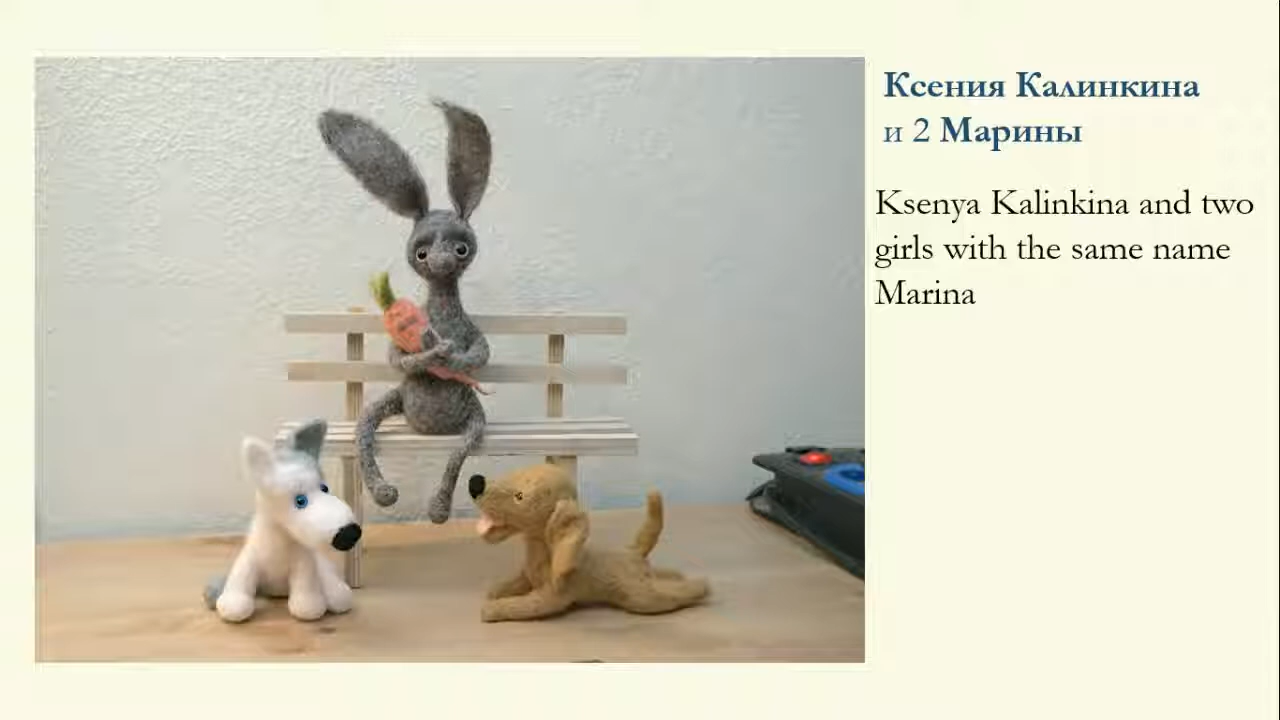 Ксения Калинкина
и 2 Марины
Ksenya Kalinkina and two
girls with the same name
Marina